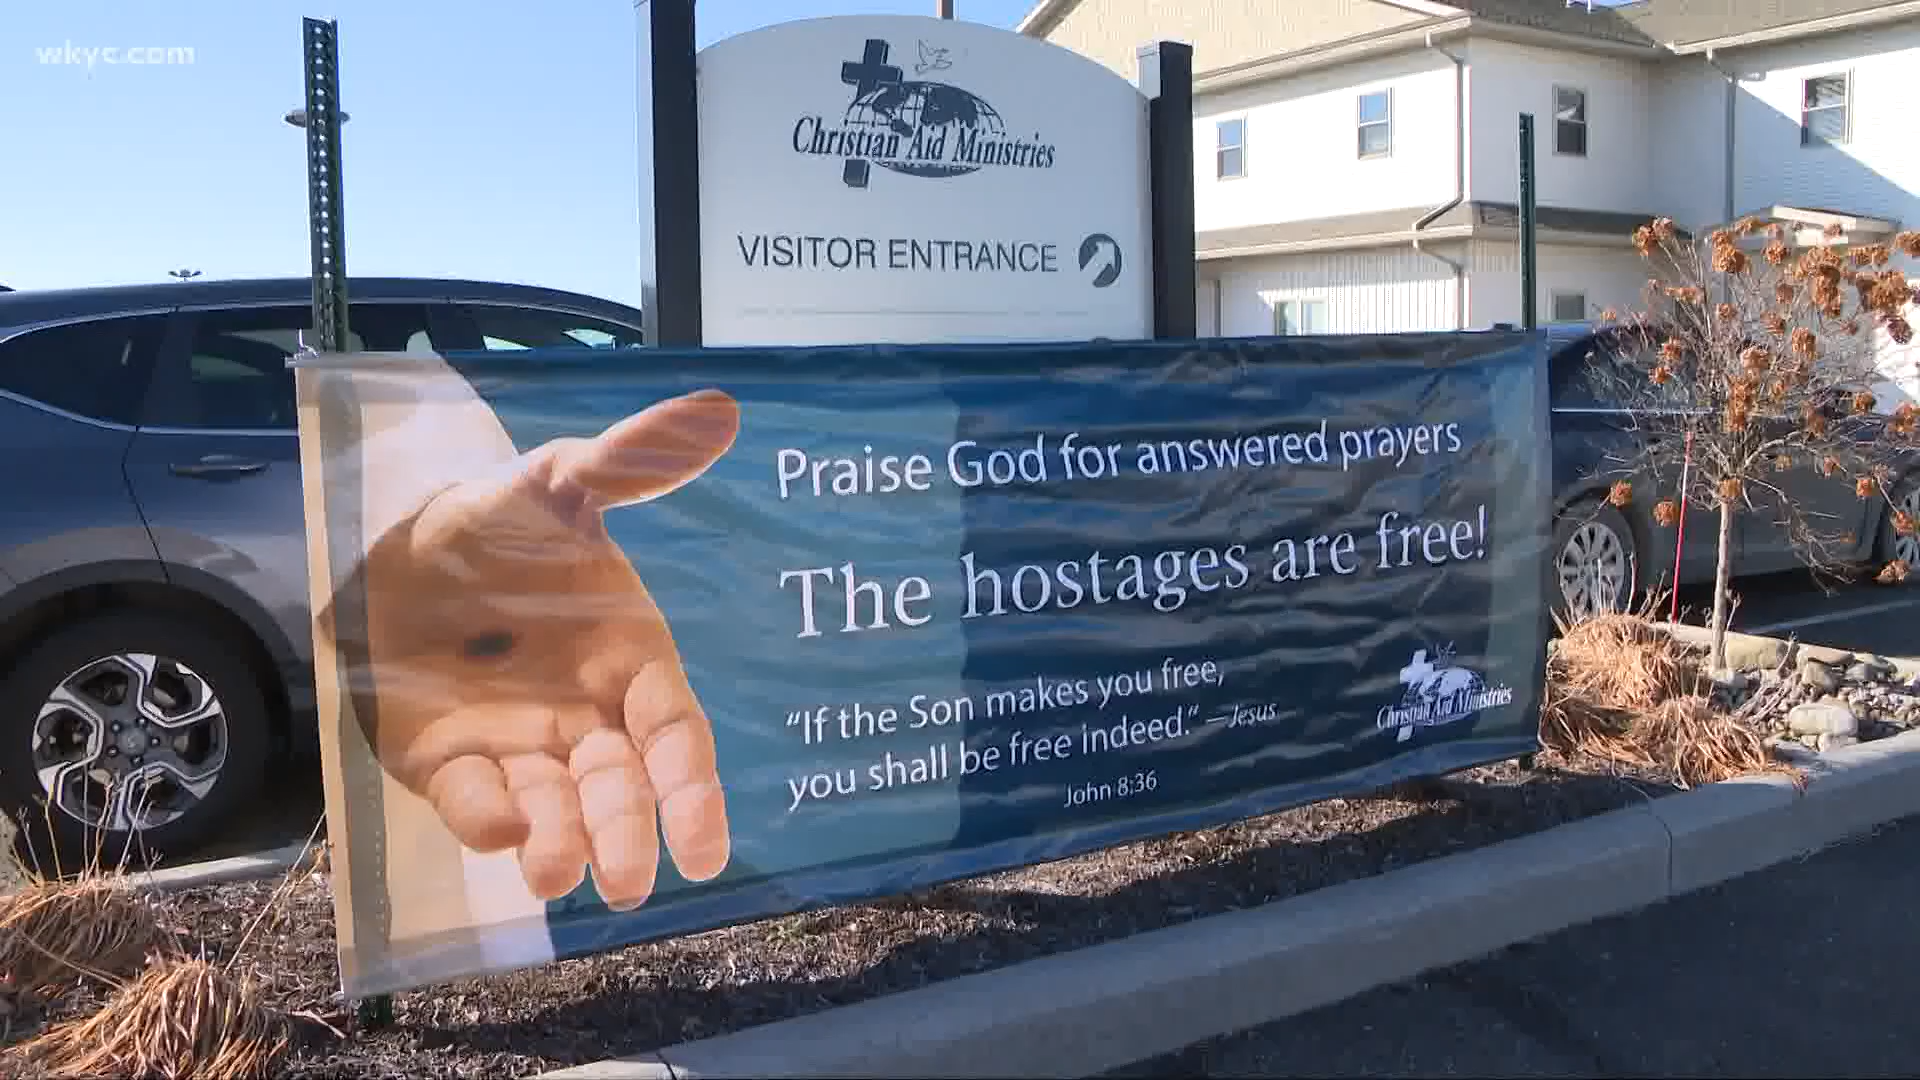 wkyc.com
Christian Aid Ministries
VISITOR ENTRANCE
Praise God for answered prayers
The hostages are free!
“If the Son makes you free,
you shall be free indeed.“ —Jesus
John 8:36
Christian Aid Ministries